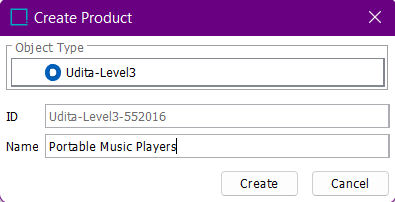 Create Product
Object Type
Udita-Level3
ID Udita-Level3-552016
Name Portable Music Players
Create Cancel